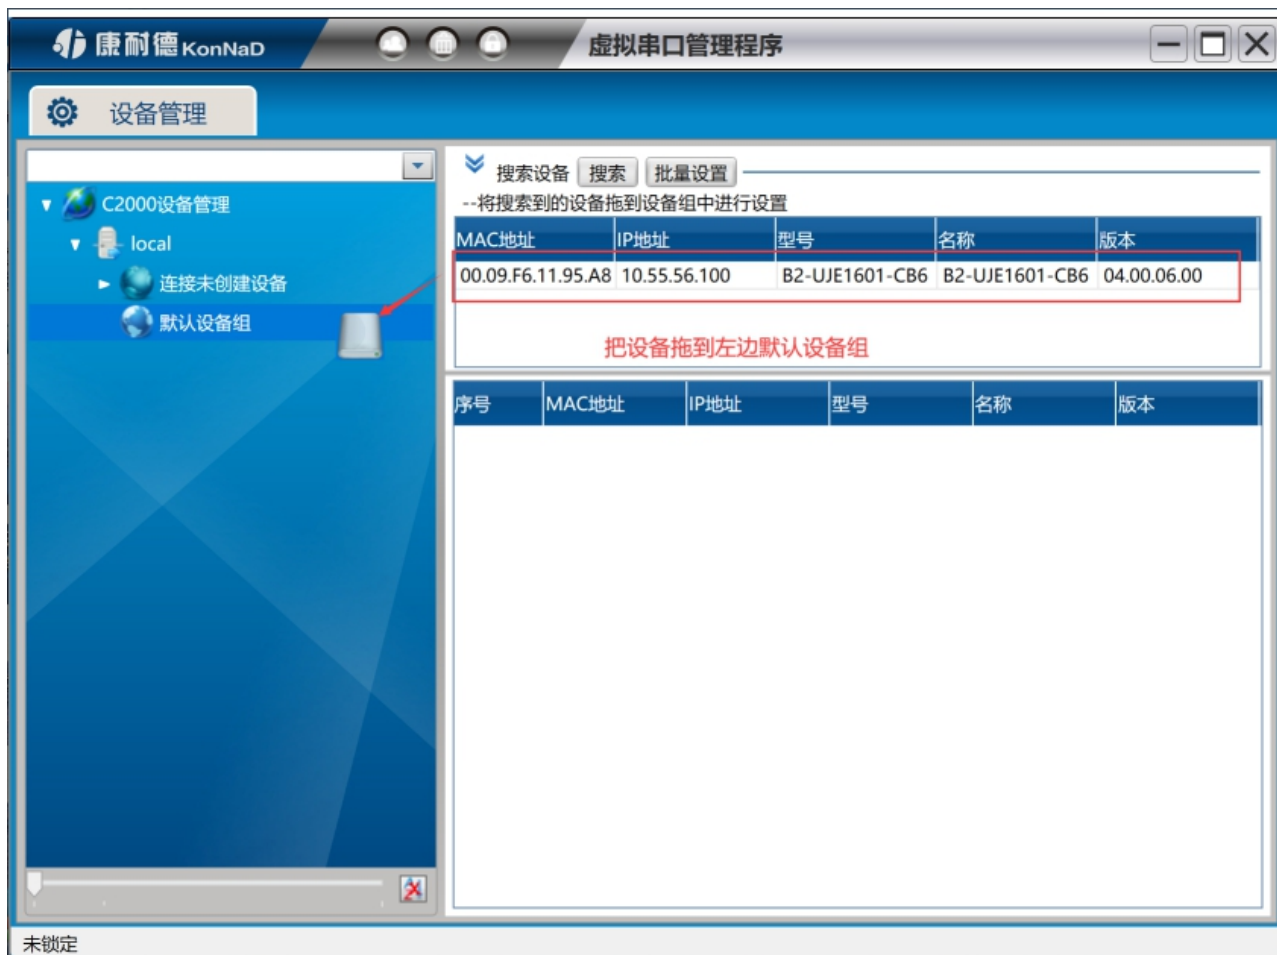 康耐德 KonNaD
虚拟串口管理程序
设备管理
搜索设备 搜索 批量设置
--将搜索到的设备拖到设备组中进行设置
C2000设备管理
local
连接未创建设备
默认设备组
MAC地址 IP地址 型号 名称 版本
00.09.F6.11.95.A8 10.55.56.100 B2-UJE1601-CB6 B2-UJE1601-CB6 04.00.06.00
把设备拖到左边默认设备组
序号 MAC地址 IP地址 型号 名称 版本
未锁定